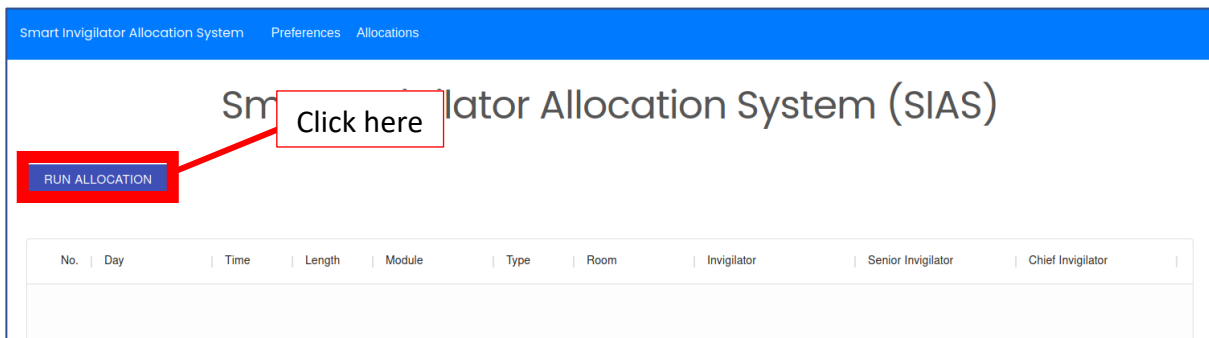 Smart Invigilator Allocation System Preferences Allocations
Sm lator Allocation System (SIAS)
Click here
RUN ALLOCATION
No. Day Time Length Module Type Room Invigilator Senior Invigilator Chief Invigilator